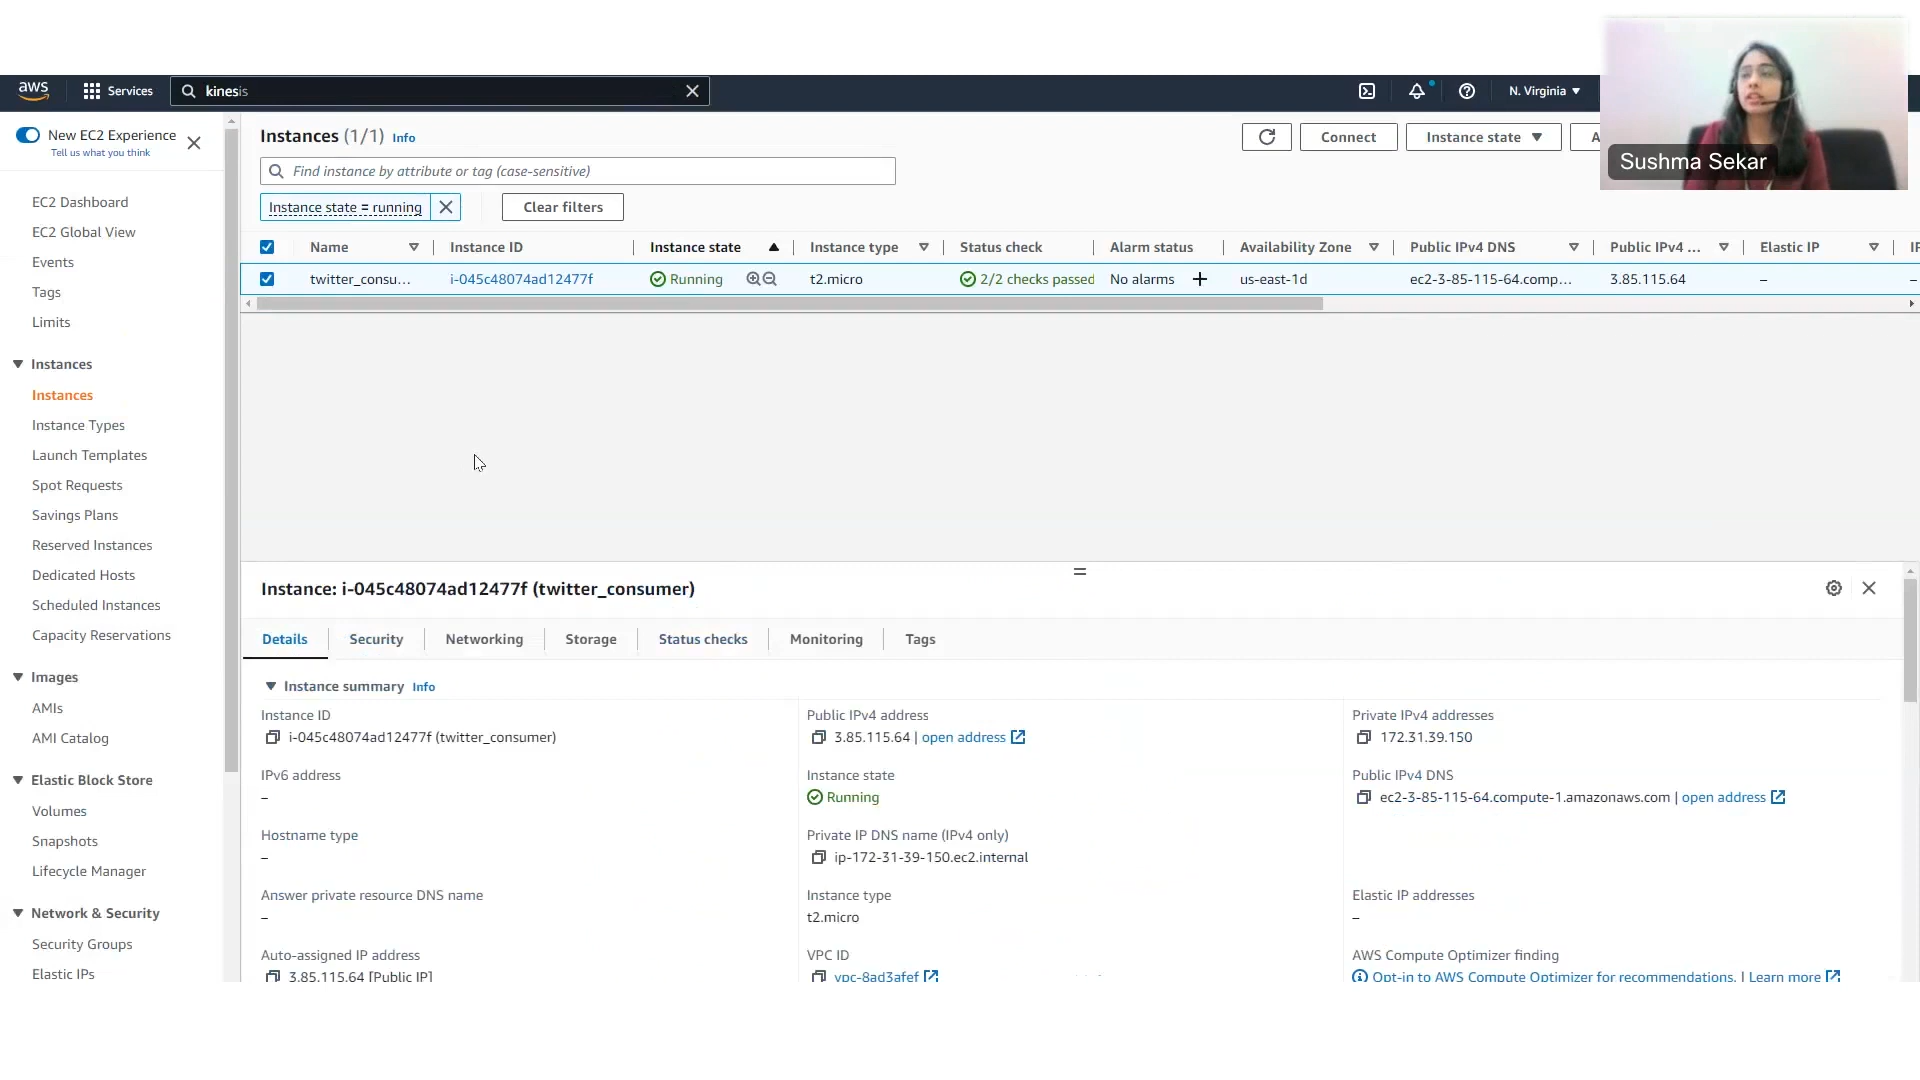 aws
Services
kinesis
N. Virginia
Sushma Sekar
New EC2 Experience
Tell us what you think
EC2 Dashboard
EC2 Global View
Events
Tags
Limits
Instances
Instances
Instance Types
Launch Templates
Spot Requests
Savings Plans
Reserved Instances
Dedicated Hosts
Scheduled Instances
Capacity Reservations
Images
AMIs
AMI Catalog
Elastic Block Store
Volumes
Snapshots
Lifecycle Manager
Network & Security
Security Groups
Elastic IPs
Instances (1/1) Info
Connect
Instance state
A
Find instance by attribute or tag (case-sensitive)
Instance state = running
Clear filters
Name Instance ID Instance state Instance type Status check Alarm status Availability Zone Public IPv4 DNS Public IPv4 ... Elastic IP IP
twitter_consu... i-045c48074ad12477f Running t2.micro 2/2 checks passed No alarms + us-east-1d ec2-3-85-115-64.comp... 3.85.115.64 – –
Instance: i-045c48074ad12477f (twitter_consumer)
Details Security Networking Storage Status checks Monitoring Tags
Instance summary Info
Instance ID
i-045c48074ad12477f (twitter_consumer)
Public IPv4 address
3.85.115.64 | open address
Private IPv4 addresses
172.31.39.150
IPv6 address
–
Instance state
Running
Public IPv4 DNS
ec2-3-85-115-64.compute-1.amazonaws.com | open address
Hostname type
–
Private IP DNS name (IPv4 only)
ip-172-31-39-150.ec2.internal
Answer private resource DNS name
–
Instance type
t2.micro
Elastic IP addresses
–
Auto-assigned IP address
3.85.115.64 [Public IP]
VPC ID
vpc-8ad3afef
AWS Compute Optimizer finding
Opt-in to AWS Compute Optimizer for recommendations. | Learn more